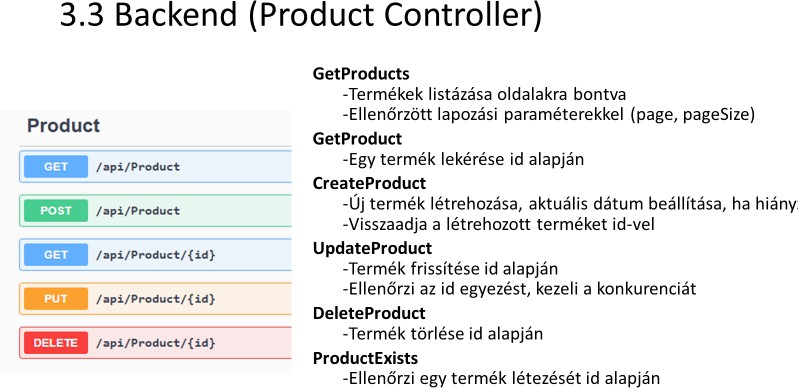 3.3 Backend (Product Controller)
Product
GET /api/Product
POST /api/Product
GET /api/Product/{id}
PUT /api/Product/{id}
DELETE /api/Product/{id}
GetProducts
-Termékek listázása oldalakra bontva
-Ellenőrzött lapozási paraméterekkel (page, pageSize)
GetProduct
-Egy termék lekérése id alapján
CreateProduct
-Új termék létrehozása, aktuális dátum beállítása, ha
-Visszaadja a létrehozott terméket id-vel
UpdateProduct
-Termék frissítése id alapján
-Ellenőrzi az id egyezést, kezeli a konkurenciát
DeleteProduct
-Termék törlése id alapján
ProductExists
-Ellenőrzi egy termék létezését id alapján